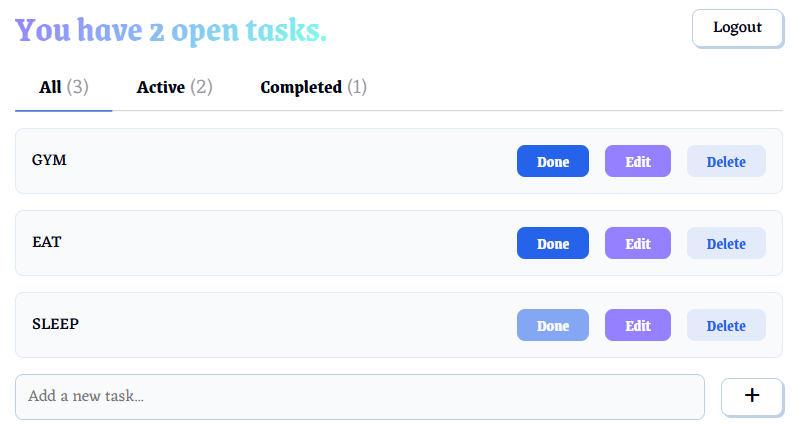 You have 2 open tasks.
Logout
All (3) Active (2) Completed (1)
GYM Done Edit Delete
EAT Done Edit Delete
SLEEP Done Edit Delete
Add a new task... +